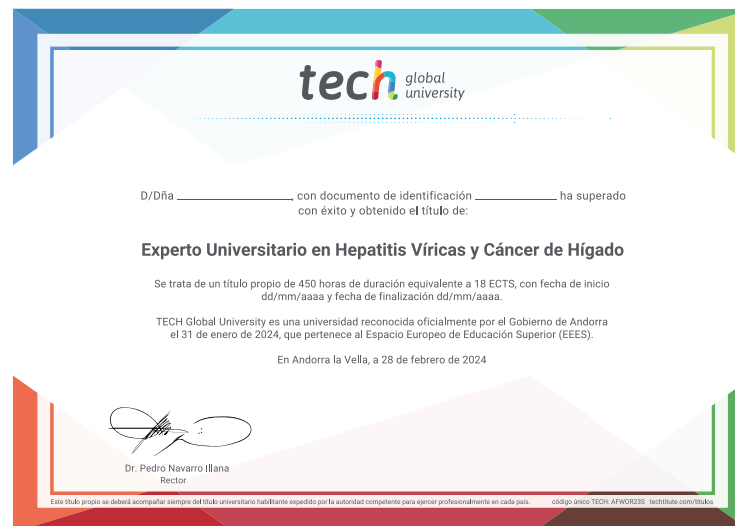 tech global university
D/Dña ____________, con documento de identificación ____________ ha superado
con éxito y obtenido el título de:
Experto Universitario en Hepatitis Víricas y Cáncer de Hígado
Se trata de un título propio de 450 horas de duración equivalente a 18 ECTS, con fecha de inicio
dd/mm/aaaa y fecha de finalización dd/mm/aaaa.
TECH Global University es una universidad reconocida oficialmente por el Gobierno de Andorra
el 31 de enero de 2024, que pertenece al Espacio Europeo de Educación Superior (EEES).
En Andorra la Vella, a 28 de febrero de 2024
Dr. Pedro Navarro Illana
Rector
Este título propio se deberá acompañar siempre del título universitario habilitante expedido por la autoridad competente para ejercer profesionalmente en cada país. código único TECH: AFWOR23S techtitute.com/titulos